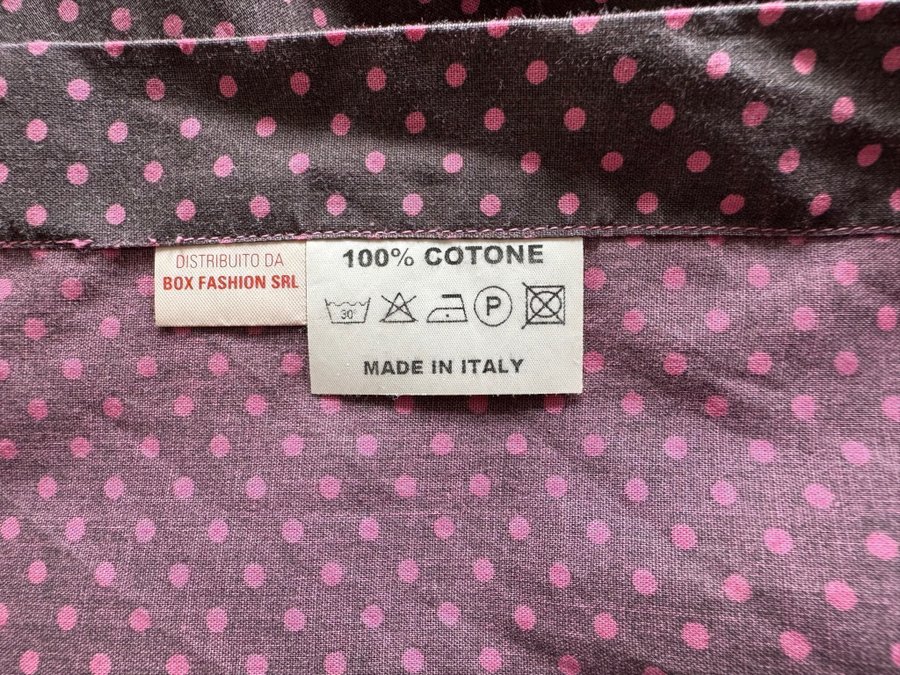 DISTRIBUITO DA
BOX FASHION SRL
100% COTONE
30°
P
MADE IN ITALY